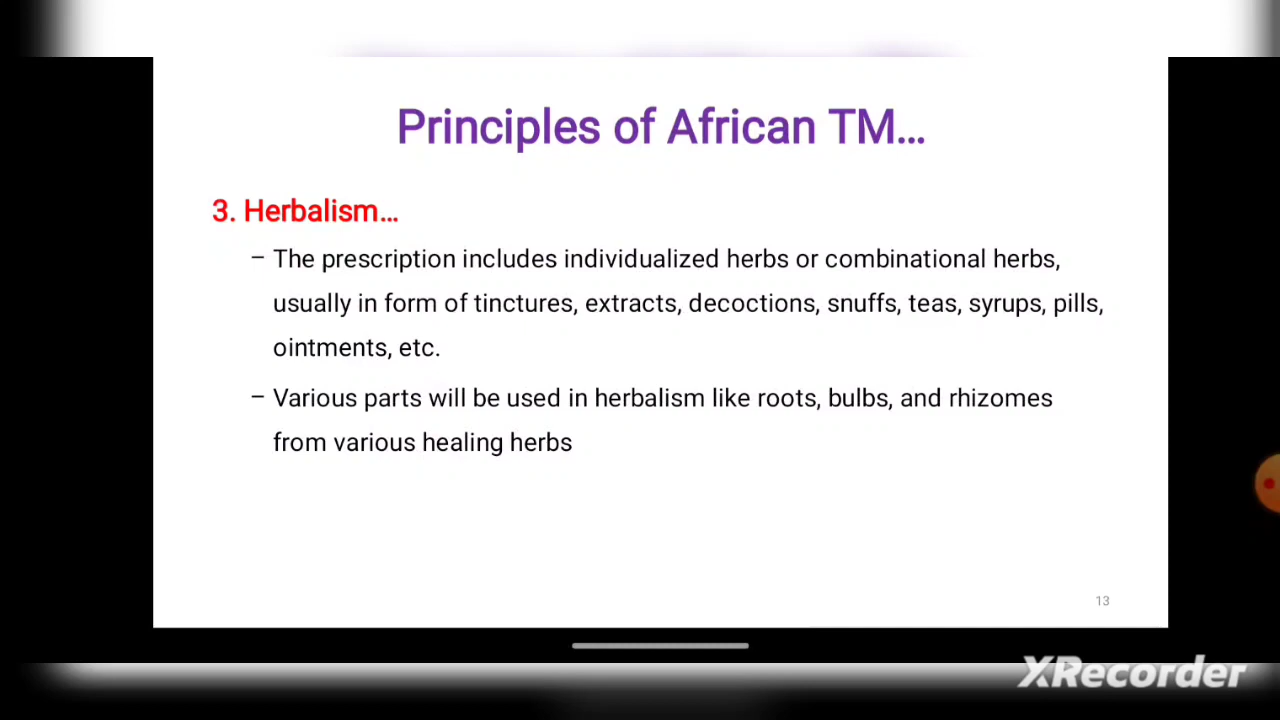 Principles of African TM...
3. Herbalism...
– The prescription includes individualized herbs or combinational herbs,
usually in form of tinctures, extracts, decoctions, snuffs, teas, syrups, pills,
ointments, etc.
– Various parts will be used in herbalism like roots, bulbs, and rhizomes
from various healing herbs
13
XRecorder